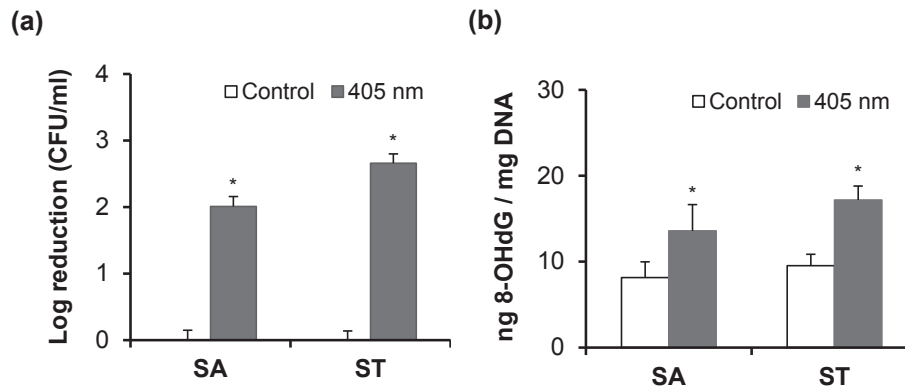 (a)
Log reduction (CFU/ml)
4
3
2
1
0
Control 405 nm
*
*
SA ST
(b)
ng 8-OHdG / mg DNA
30
20
10
0
Control 405 nm
*
*
SA ST